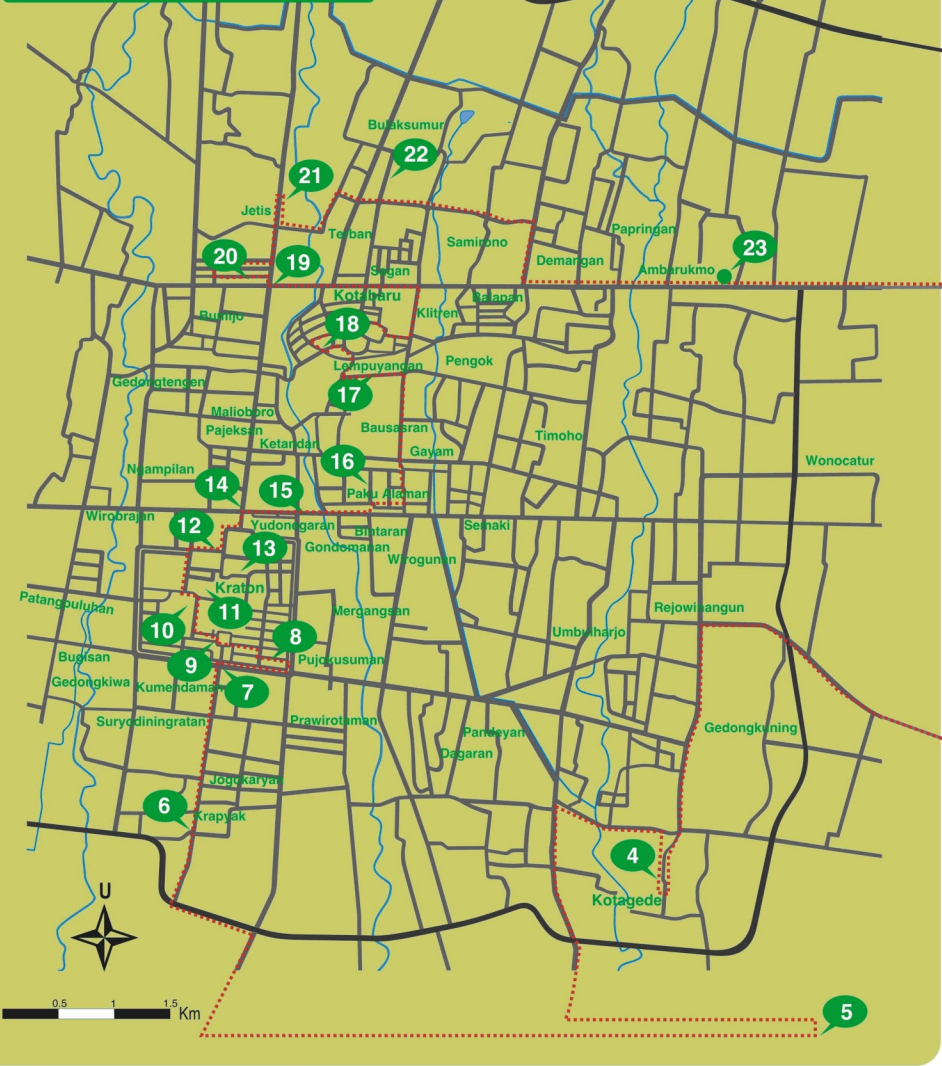 Bulaksumur
22
21
Jetis
Terban
Samirono
Papringan
23
20
19
Sagan
Demangan
Ambarukmo
Kotabaru
Balapan
Bumijo
18
Klitren
Lempuyangan
Pengok
Gedongtengen
17
Malioboro
Pajeksan
Bausasran
Ketandan
Gayam
Timoho
16
Ngampilan
Wonocatur
14
15
Paku Alaman
Wirobrajan
12
Yudonegaran
Bintaran
Semaki
13
Gondomanan
Wirogunan
Kraton
Patangpuluhan
11
Mergangsan
Rejowinangun
10
8
Umbulharjo
Bugisan
9
Pujokusuman
Gedongkiwa
Kumendaman
7
Suryodiningratan
Prawirotaman
Pandeyan
Gedongkuning
Dagaran
Jogokaryan
6
Krapyak
4
U
Kotagede
0.5
1
1.5
Km
5